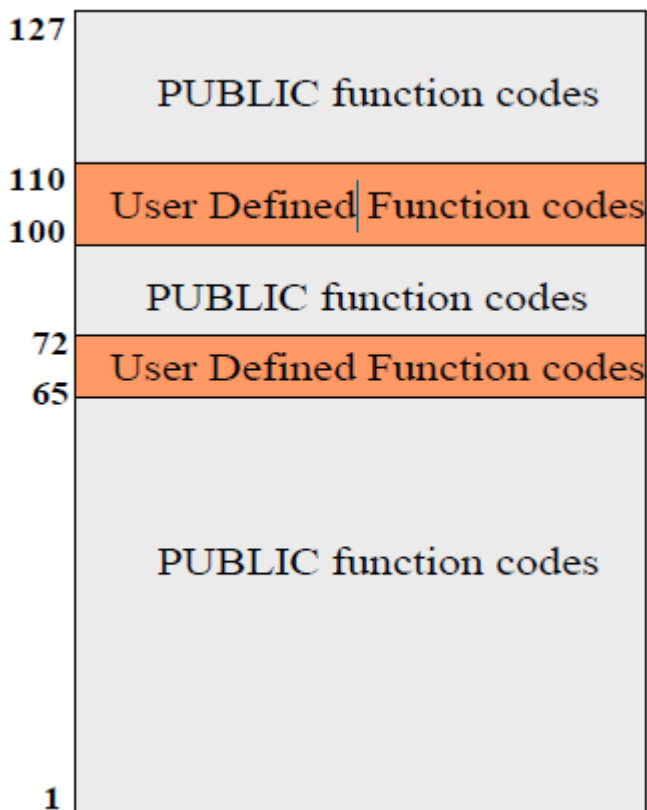 127
PUBLIC function codes
110
User Defined Function codes
100
PUBLIC function codes
72
User Defined Function codes
65
PUBLIC function codes
1